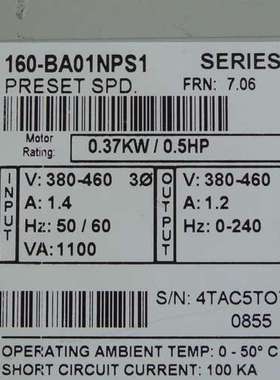 160-BA01NPS1 SERIES
PRESET SPD. FRN: 7.06
Motor Rating: 0.37KW / 0.5HP
INPUT
V: 380-460 3Ø
A: 1.4
Hz: 50 / 60
VA: 1100
OUTPUT
V: 380-460
A: 1.2
Hz: 0-240
S/N: 4TAC5TO
0855
OPERATING AMBIENT TEMP: 0 - 50° C
SHORT CIRCUIT CURRENT: 100 KA